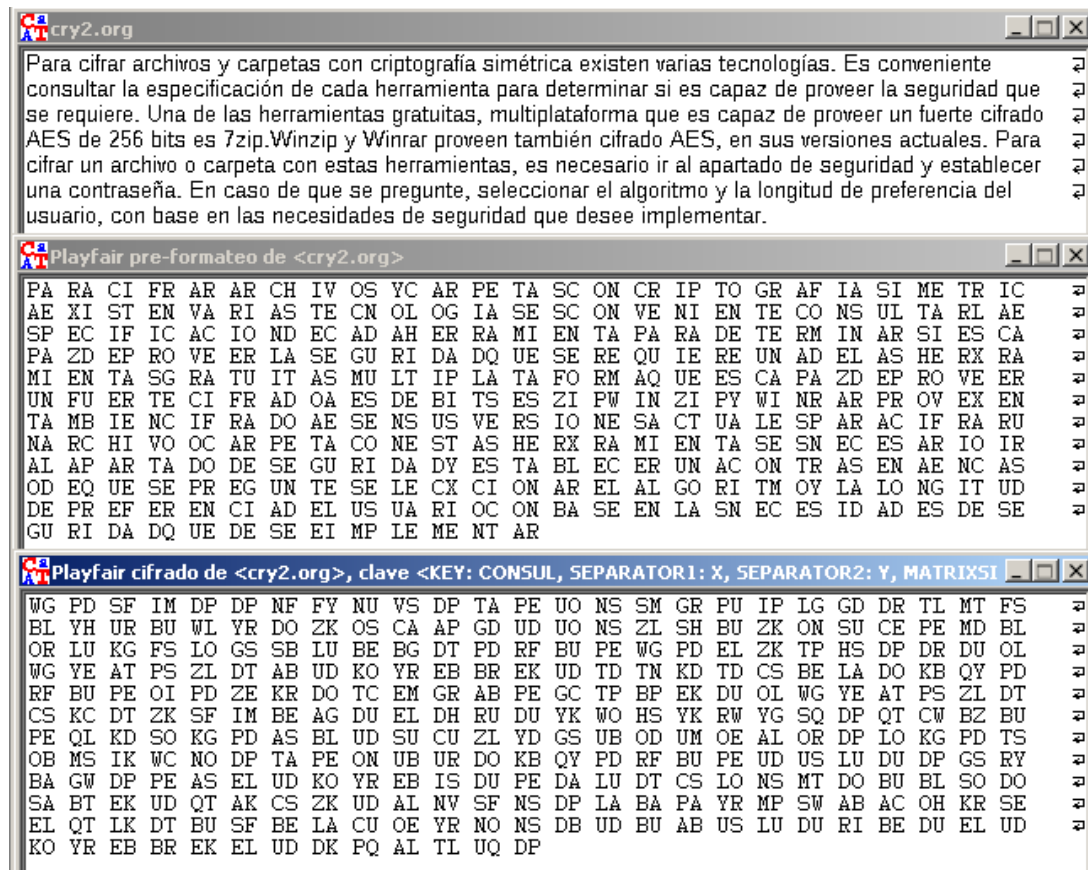 cry2.org
Para cifrar archivos y carpetas con criptografía simétrica existen varias tecnologías. Es conveniente
consultar la especificación de cada herramienta para determinar si es capaz de proveer la seguridad que
se requiere. Una de las herramientas gratuitas, multiplataforma que es capaz de proveer un fuerte cifrado
AES de 256 bits es 7zip.Winzip y Winrar proveen también cifrado AES, en sus versiones actuales. Para
cifrar un archivo o carpeta con estas herramientas, es necesario ir al apartado de seguridad y establecer
una contraseña. En caso de que se pregunte, seleccionar el algoritmo y la longitud de preferencia del
usuario, con base en las necesidades de seguridad que desee implementar.
Playfair pre-formateo de <cry2.org>
PA RA CI FR AR AR CH IV OS YC AR PE TA SC ON CR IP TO GR AF IA SI ME TR IC
AE XI ST EN VA RI AS TE CN OL OG IA SE SC ON VE NI EN TE CO NS UL TA RL AE
SP EC IF IC AC IO ND EC AD AH ER RA MI EN TA PA RA DE TE RM IN AR SI ES CA
PA ZD EP RO VE ER LA SE GU RI DA DQ UE SE RE QU IE RE UN AD EL AS HE RX RA
MI EN TA SG RA TU IT AS MU LT IP LA TA FO RM AQ UE ES CA PA ZD EP RO VE ER
UN FU ER TE CI FR AD OA ES DE BI TS ES ZI PW IN ZI PY WI NR AR PR OV EX EN
TA MB IE NC IF RA DO AE SE NS US VE RS IO NE SA CT UA LE SP AR AC IF RA RU
NA RC HI VO OC AR PE TA CO NE ST AS HE RX RA MI EN TA SE SN EC ES AR IO IR
AL AP AR TA DO DE SE GU RI DA DY ES TA BL EC ER UN AC ON TR AS EN AE NC AS
OD EQ UE SE PR EG UN TE SE LE CX CI ON AR EL AL GO RI TM OY LA LO NG IT UD
DE PR EF ER EN CI AD EL US UA RI OC ON BA SE EN LA SN EC ES ID AD ES DE SE
GU RI DA DQ UE DE SE EI MP LE ME NT AR
Playfair cifrado de <cry2.org>, clave <KEY: CONSUL, SEPARATOR1: X, SEPARATOR2: Y, MATRIXSI
WG PD SF IM DP DP NF FY NU VS DP TA PE UO NS SM GR PU IP LG GD DR TL MT FS
BL YH UR BU WL YR DO ZK OS CA AP GD UD UO NS ZL SH BU ZK ON SU CE PE MD BL
OR LU KG FS LO GS SB LU BE BG DT PD RF BU PE WG PD EL ZK TP HS DP DR DU OL
WG YE AT PS ZL DT AB UD KO YR EB BR EK UD TD TN KD TD CS BE LA DO KB QY PD
RF BU PE OI PD ZE KR DO TC EM GR AB PE GC TP BP EK DU OL WG YE AT PS ZL DT
CS KC DT ZK SF IM BE AG DU EL DH RU DU YK WO HS YK RW YG SQ DP QT CW BZ BU
PE QL KD SO KG PD AS BL UD SU CU ZL YD GS UB OD UM OE AL OR DP LO KG PD TS
OB MS IK WC NO DP TA PE ON UB UR DO KB QY PD RF BU PE UD US LU DU DP GS RY
BA GW DP PE AS EL UD KO YR EB IS DU PE DA LU DT CS LO NS MT DO BU BL SO DO
SA BT EK UD QT AK CS ZK UD AL NV SF NS DP LA BA PA YR MP SW AB AC OH KR SE
EL QT LK DT BU SF BE LA CU OE YR NO NS DB UD BU AB US LU DU RI BE DU EL UD
KO YR EB BR EK EL UD DK PQ AL TL UQ DP